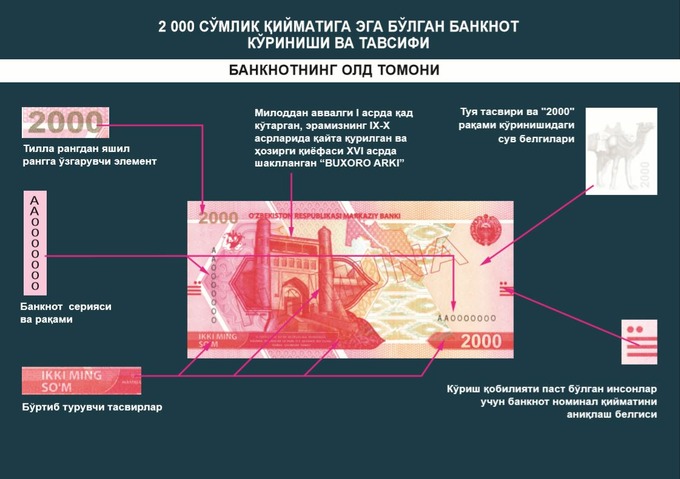 2 000 СЎМЛИК ҚИЙМАТИГА ЭГА БЎЛГАН БАНКНОТ
КЎРИНИШИ ВА ТАВСИФИ
БАНКНОТНИНГ ОЛД ТОМОНИ
2000
Тилла рангдан яшил
рангга ўзгарувчи элемент
Милоддан аввалги I асрда қад
кўтарган, эрамизнинг IX-X
асрларида қайта қурилган ва
ҳозирги қиёфаси XVI асрда
шаклланган “BUXORO ARKI”
Туя тасвири ва "2000"
рақами кўринишидаги
сув белгилари
2000
AA0000000
Банкнот серияси
ва рақами
2000 O'ZBEKISTON RESPUBLIKASI MARKAZIY BANKI
NAMUNA
AA0000000
AA0000000
IKKI MING
SO'M
2000
IKKI MING
SO'M
Бўртиб турувчи тасвирлар
Кўриш қобилияти паст бўлган инсонлар
учун банкнот номинал қийматини
аниқлаш белгиси